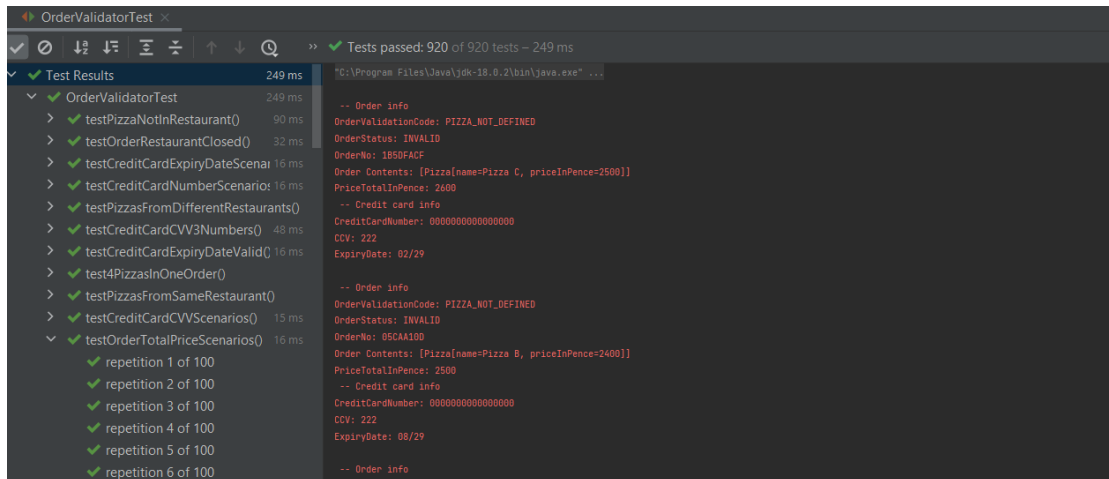 OrderValidatorTest ×
» Tests passed: 920 of 920 tests – 249 ms
Test Results 249 ms
OrderValidatorTest 249 ms
testPizzaNotInRestaurant() 90 ms
testOrderRestaurantClosed() 32 ms
testCreditCardExpiryDateScenar 16 ms
testCreditCardNumberScenarios 16 ms
testPizzasFromDifferentRestaurants()
testCreditCardCVV3Numbers() 48 ms
testCreditCardExpiryDateValid() 16 ms
test4PizzasInOneOrder()
testPizzasFromSameRestaurant()
testCreditCardCVVScenarios() 15 ms
testOrderTotalPriceScenarios() 16 ms
repetition 1 of 100
repetition 2 of 100
repetition 3 of 100
repetition 4 of 100
repetition 5 of 100
repetition 6 of 100
"C:\Program Files\Java\jdk-18.0.2\bin\java.exe" ...
-- Order info
OrderValidationCode: PIZZA_NOT_DEFINED
OrderStatus: INVALID
OrderNo: 1B5DFACF
Order Contents: [Pizza[name=Pizza C, priceInPence=2500]]
PriceTotalInPence: 2600
-- Credit card info
CreditCardNumber: 0000000000000000
CCV: 222
ExpiryDate: 02/29
-- Order info
OrderValidationCode: PIZZA_NOT_DEFINED
OrderStatus: INVALID
OrderNo: 05CAA10D
Order Contents: [Pizza[name=Pizza B, priceInPence=2400]]
PriceTotalInPence: 2500
-- Credit card info
CreditCardNumber: 0000000000000000
CCV: 222
ExpiryDate: 08/29
-- Order info